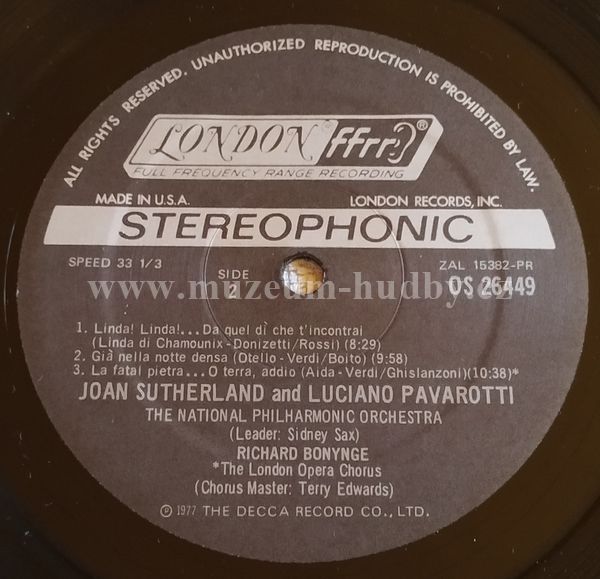 ALL RIGHTS RESERVED. UNAUTHORIZED REPRODUCTION IS PROHIBITED BY LAW.
LONDON ffrr ®
FULL FREQUENCY RANGE RECORDING
MADE IN U.S.A. LONDON RECORDS, INC.
STEREOPHONIC
SPEED 33 1/3 SIDE 2 ZAL 15382-PR
OS 26449
www.muzeum-hudby.cz
1. Linda! Linda!...Da quel dì che t'incontrai
(Linda di Chamounix-Donizetti/Rossi) (8:29)
2. Già nella notte densa (Otello-Verdi/Boito) (9:58)
3. La fatal pietra...O terra, addio (Aida-Verdi/Ghislanzoni)(10:38)*
JOAN SUTHERLAND and LUCIANO PAVAROTTI
THE NATIONAL PHILHARMONIC ORCHESTRA
(Leader: Sidney Sax)
RICHARD BONYNGE
*The London Opera Chorus
(Chorus Master: Terry Edwards)
℗ 1977 THE DECCA RECORD CO., LTD.